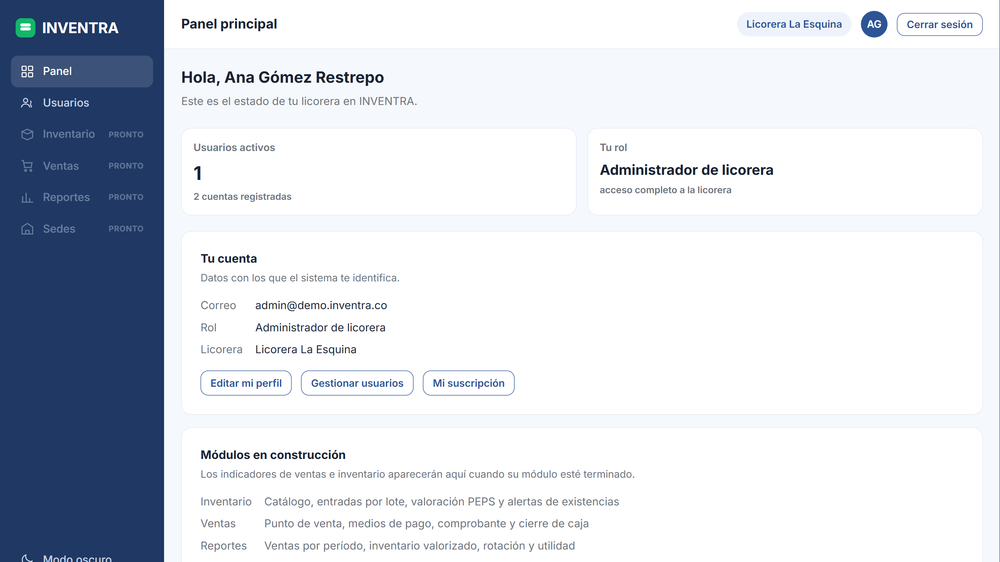 INVENTRA
Panel
Usuarios
Inventario PRONTO
Ventas PRONTO
Reportes PRONTO
Sedes PRONTO
Modo oscuro
Panel principal
Licorera La Esquina
AG
Cerrar sesión
Hola, Ana Gómez Restrepo
Este es el estado de tu licorera en INVENTRA.
Usuarios activos
1
2 cuentas registradas
Tu rol
Administrador de licorera
acceso completo a la licorera
Tu cuenta
Datos con los que el sistema te identifica.
Correo admin@demo.inventra.co
Rol Administrador de licorera
Licorera Licorera La Esquina
Editar mi perfil
Gestionar usuarios
Mi suscripción
Módulos en construcción
Los indicadores de ventas e inventario aparecerán aquí cuando su módulo esté terminado.
Inventario Catálogo, entradas por lote, valoración PEPS y alertas de existencias
Ventas Punto de venta, medios de pago, comprobante y cierre de caja
Reportes Ventas por período, inventario valorizado, rotación y utilidad